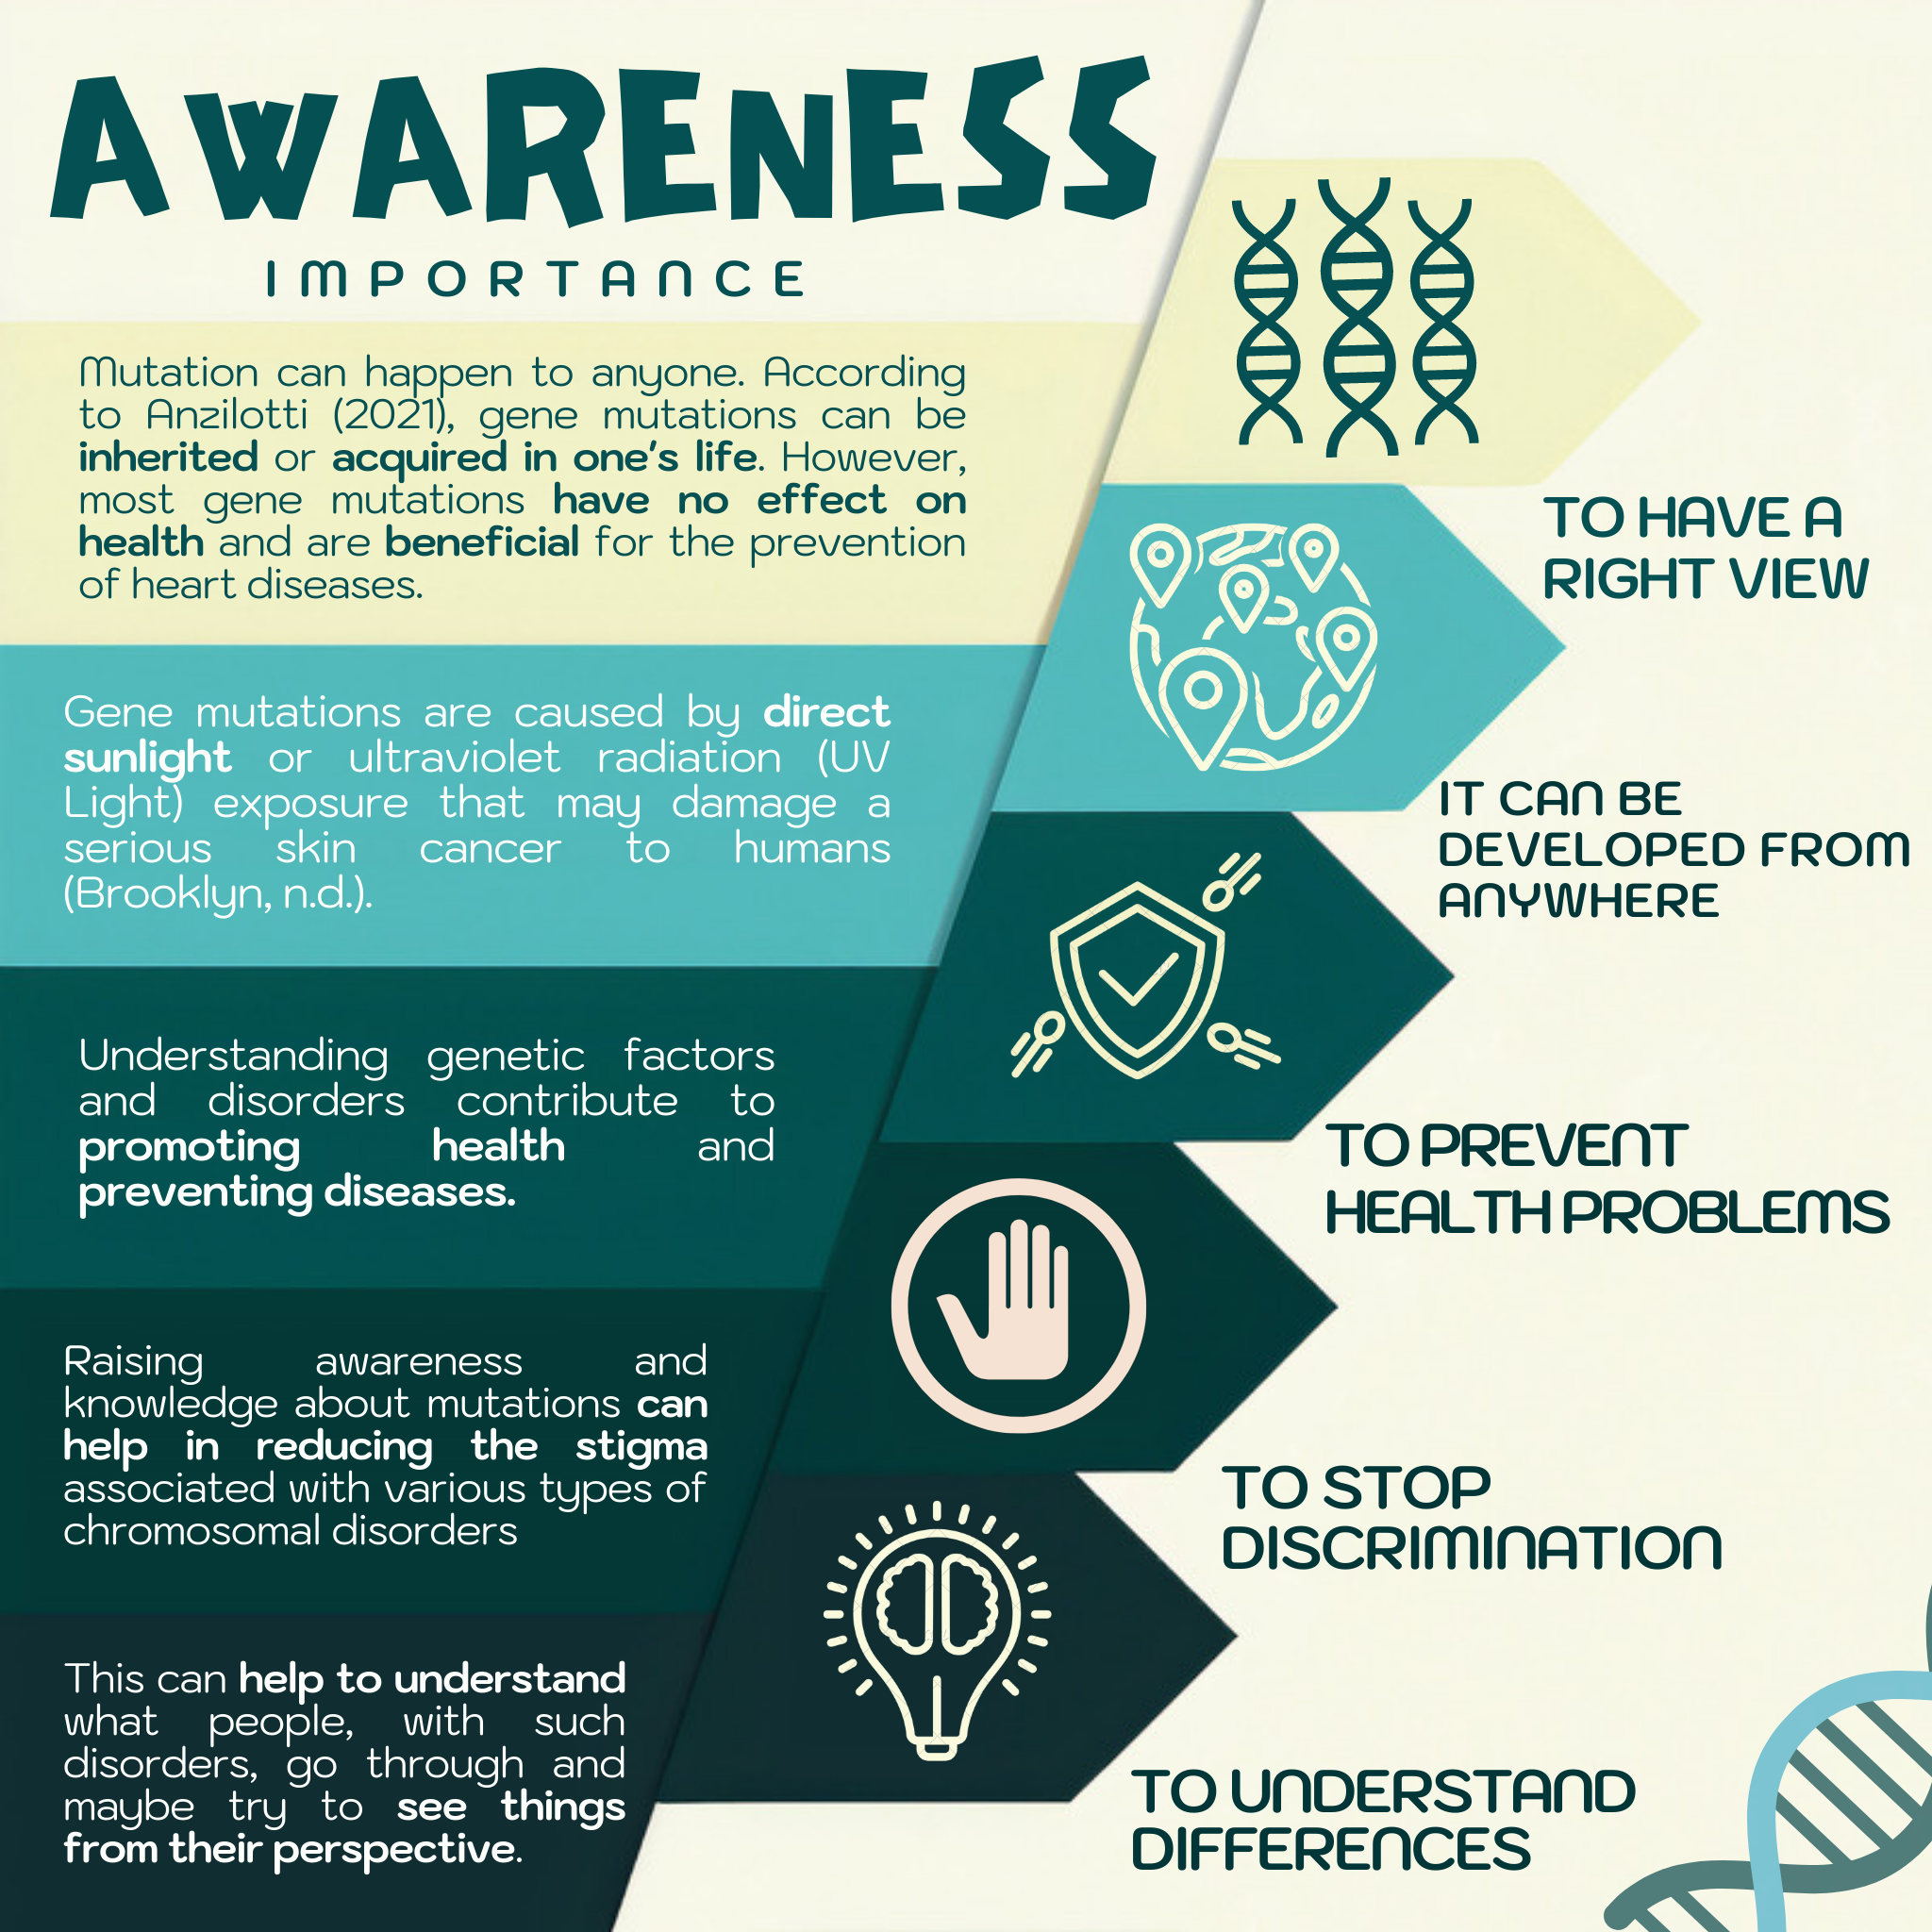 AWARENESS
IMPORTANCE
Mutation can happen to anyone. According
to Anzilotti (2021), gene mutations can be
inherited or acquired in one's life. However,
most gene mutations have no effect on
health and are beneficial for the prevention
of heart diseases.
TO HAVE A
RIGHT VIEW
Gene mutations are caused by direct
sunlight or ultraviolet radiation (UV
Light) exposure that may damage a
serious skin cancer to humans
(Brooklyn, n.d.).
IT CAN BE
DEVELOPED FROM
ANYWHERE
Understanding genetic factors
and disorders contribute to
promoting health and
preventing diseases.
TO PREVENT
HEALTH PROBLEMS
Raising awareness and
knowledge about mutations can
help in reducing the stigma
associated with various types of
chromosomal disorders
TO STOP
DISCRIMINATION
This can help to understand
what people, with such
disorders, go through and
maybe try to see things
from their perspective.
TO UNDERSTAND
DIFFERENCES